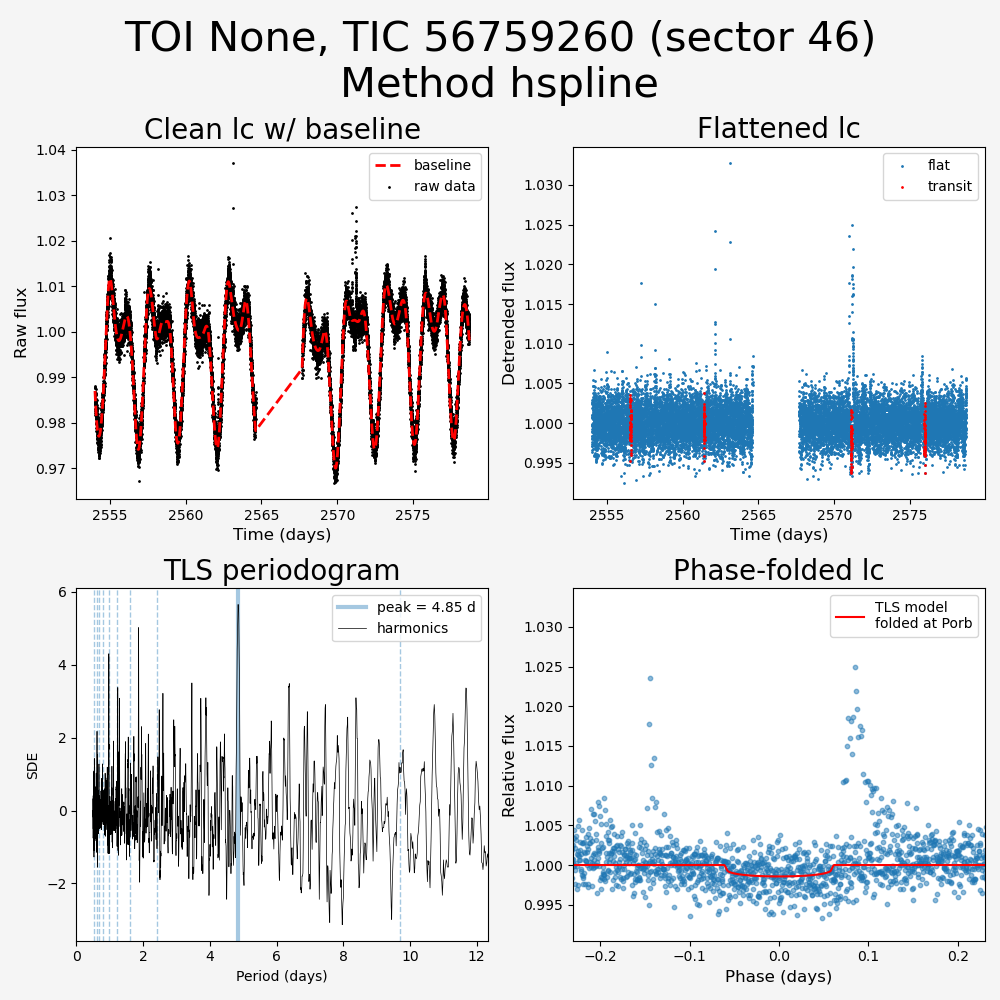 TOI None, TIC 56759260 (sector 46)
Method hspline
Clean lc w/ baseline
Flattened lc
1.04
1.03
1.02
1.01
1.00
0.99
0.98
0.97
Raw flux
baseline
raw data
2555
2560
2565
2570
2575
Time (days)
1.030
1.025
1.020
1.015
1.010
1.005
1.000
0.995
Detrended flux
flat
transit
2555
2560
2565
2570
2575
Time (days)
TLS periodogram
Phase-folded lc
6
4
2
0
−2
SDE
peak = 4.85 d
harmonics
0
2
4
6
8
10
12
Period (days)
1.030
1.025
1.020
1.015
1.010
1.005
1.000
0.995
Relative flux
TLS model
folded at Porb
−0.2
−0.1
0.0
0.1
0.2
Phase (days)